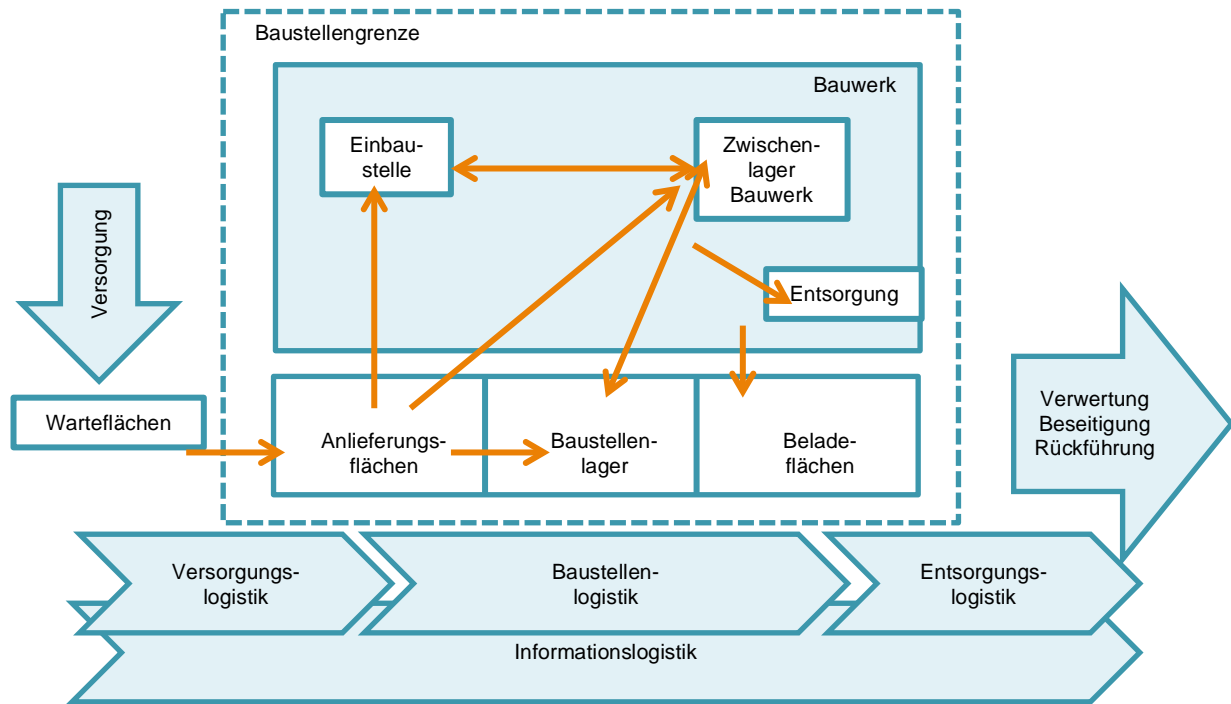 Baustellengrenze
Bauwerk
Einbau-
stelle
Zwischen-
lager
Bauwerk
Versorgung
Entsorgung
Warteflächen
Anlieferungs-
flächen
Baustellen-
lager
Belade-
flächen
Verwertung
Beseitigung
Rückführung
Versorgungs-
logistik
Baustellen-
logistik
Entsorgungs-
logistik
Informationslogistik